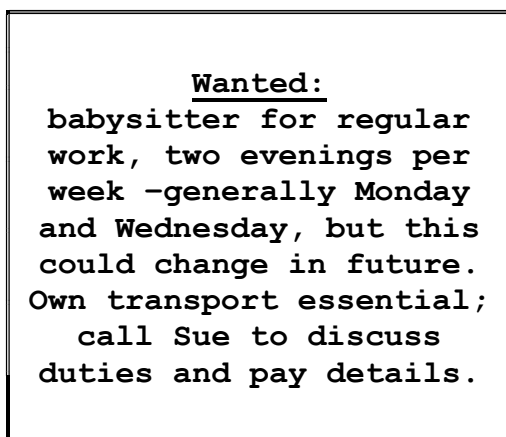 Wanted:
babysitter for regular
work, two evenings per
week –generally Monday
and Wednesday, but this
could change in future.
Own transport essential;
call Sue to discuss
duties and pay details.